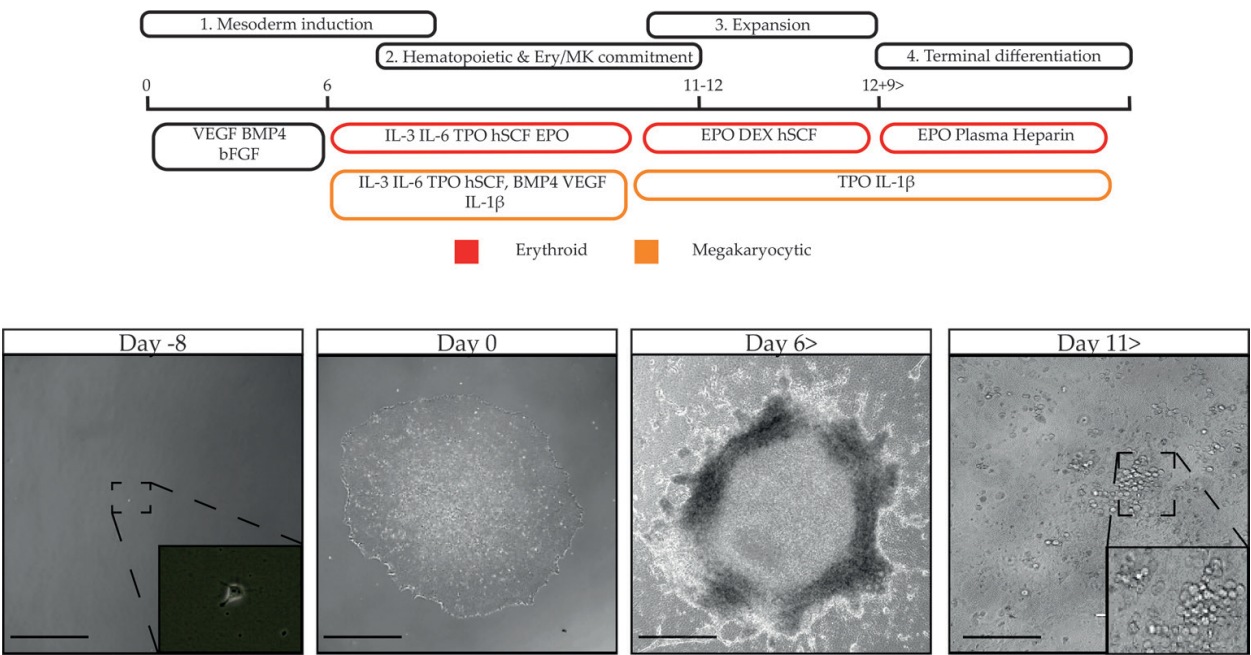 1. Mesoderm induction
3. Expansion
2. Hematopoietic & Ery/MK commitment
4. Terminal differentiation
0
6
11-12
12+9>
VEGF BMP4
bFGF
IL-3 IL-6 TPO hSCF EPO
EPO DEX hSCF
EPO Plasma Heparin
IL-3 IL-6 TPO hSCF, BMP4 VEGF
IL-1β
TPO IL-1β
Erythroid
Megakaryocytic
Day -8
Day 0
Day 6>
Day 11>